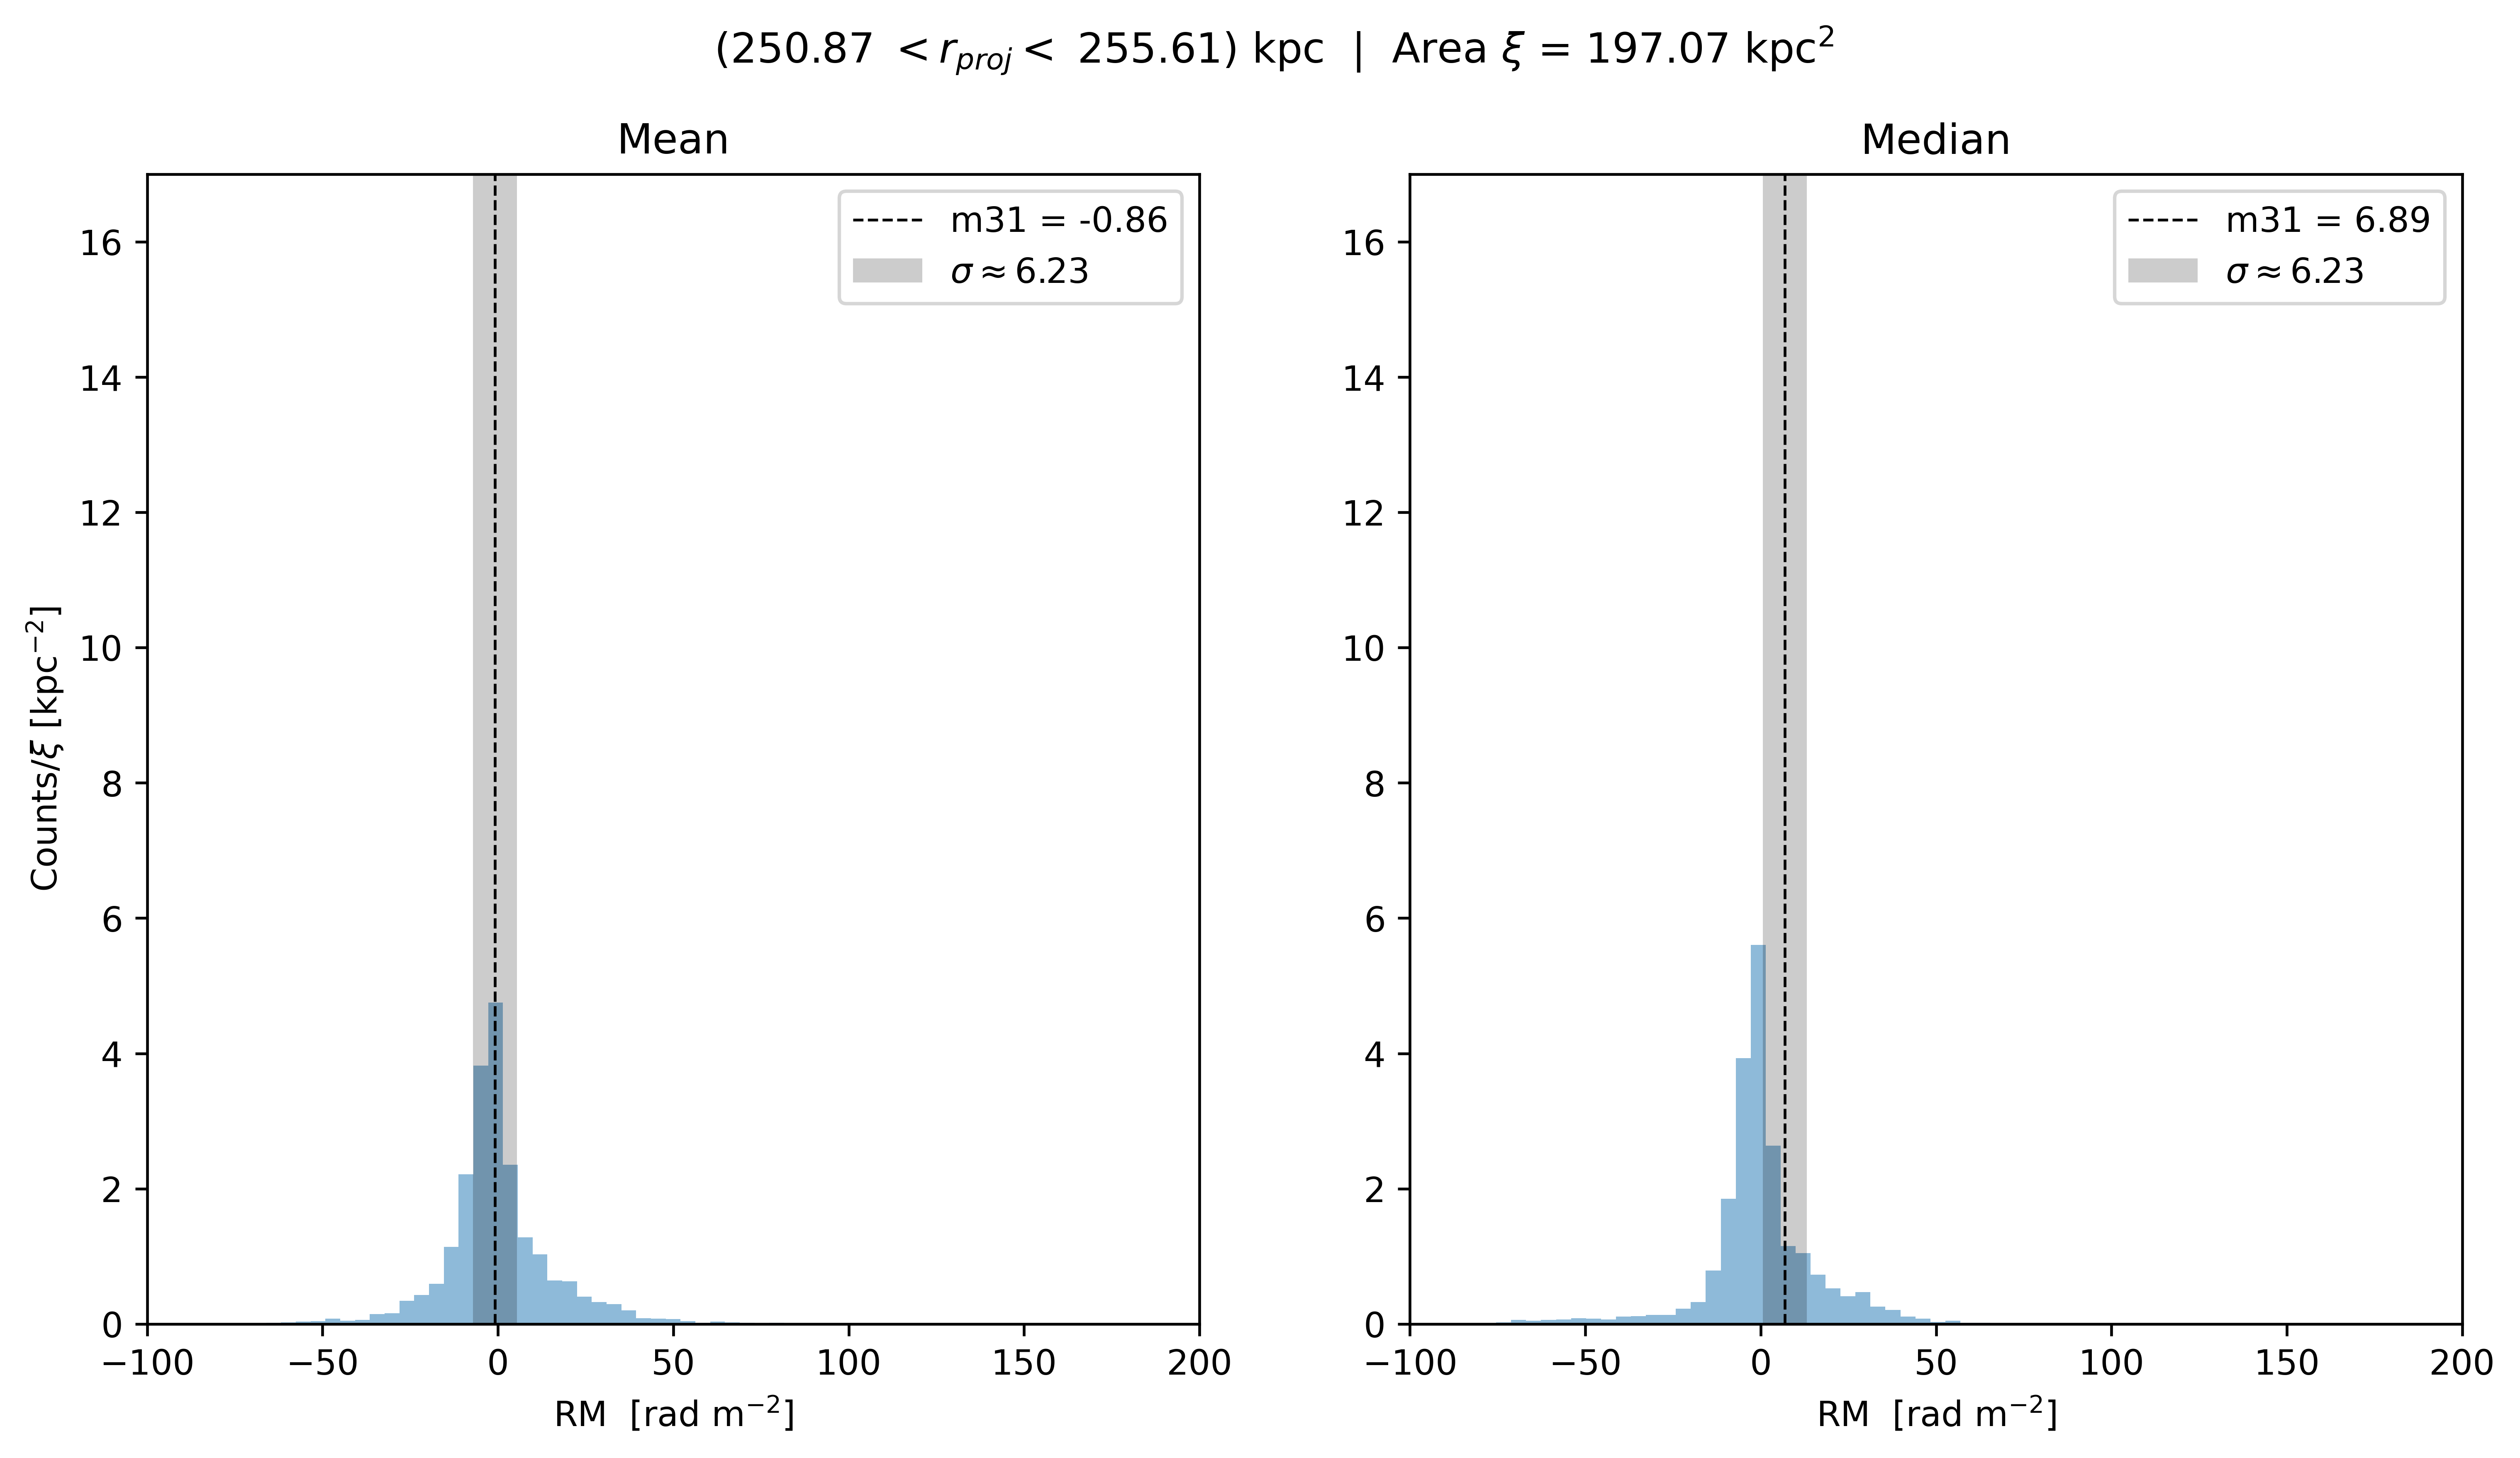 (250.87 < r_proj < 255.61) kpc | Area ξ = 197.07 kpc²
Mean
m31 = -0.86
σ ≈ 6.23
Counts/ξ [kpc⁻²]
16
14
12
10
8
6
4
2
0
−100 −50 0 50 100 150 200
RM [rad m⁻²]
Median
m31 = 6.89
σ ≈ 6.23
16
14
12
10
8
6
4
2
0
−100 −50 0 50 100 150 200
RM [rad m⁻²]